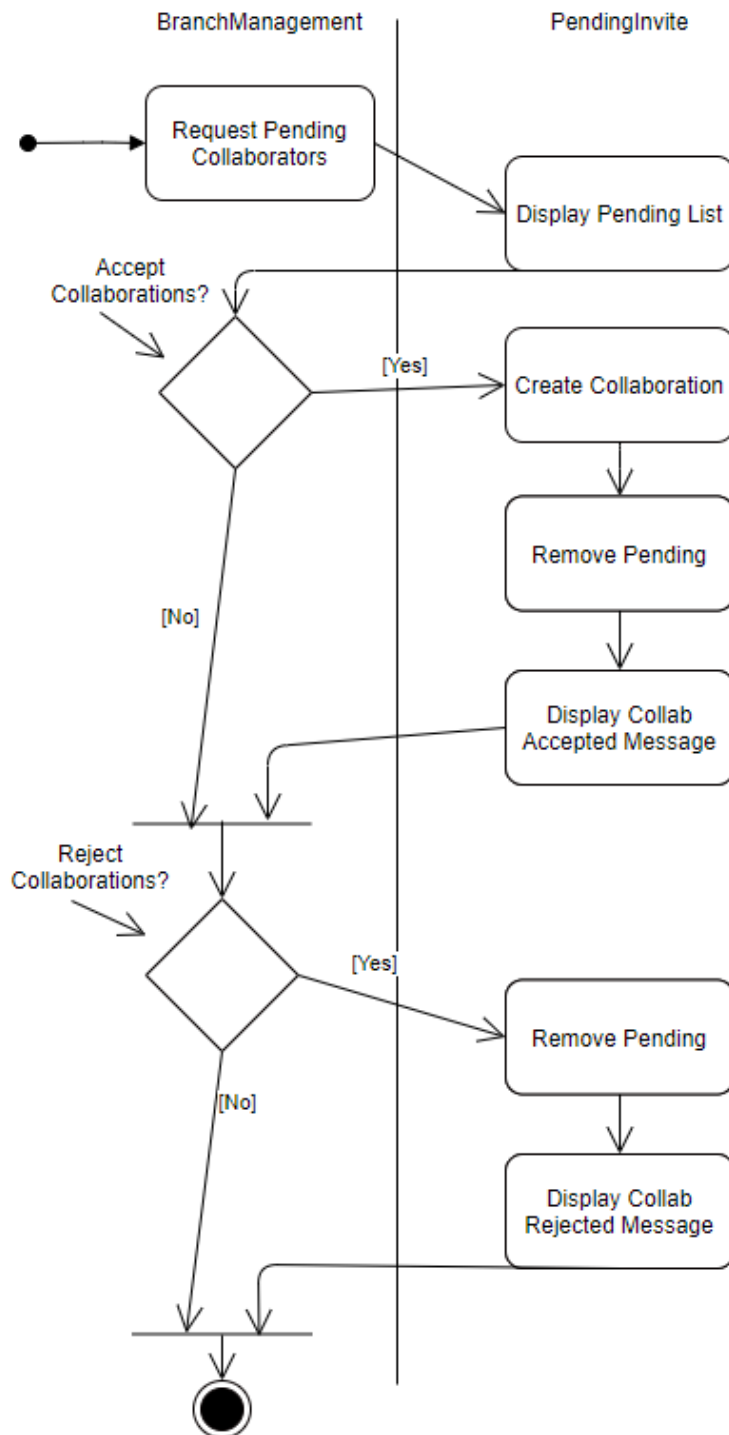 BranchManagement
PendingInvite
Request Pending
Collaborators
Display Pending List
Accept
Collaborations?
[Yes]
Create Collaboration
Remove Pending
[No]
Display Collab
Accepted Message
Reject
Collaborations?
[Yes]
Remove Pending
[No]
Display Collab
Rejected Message